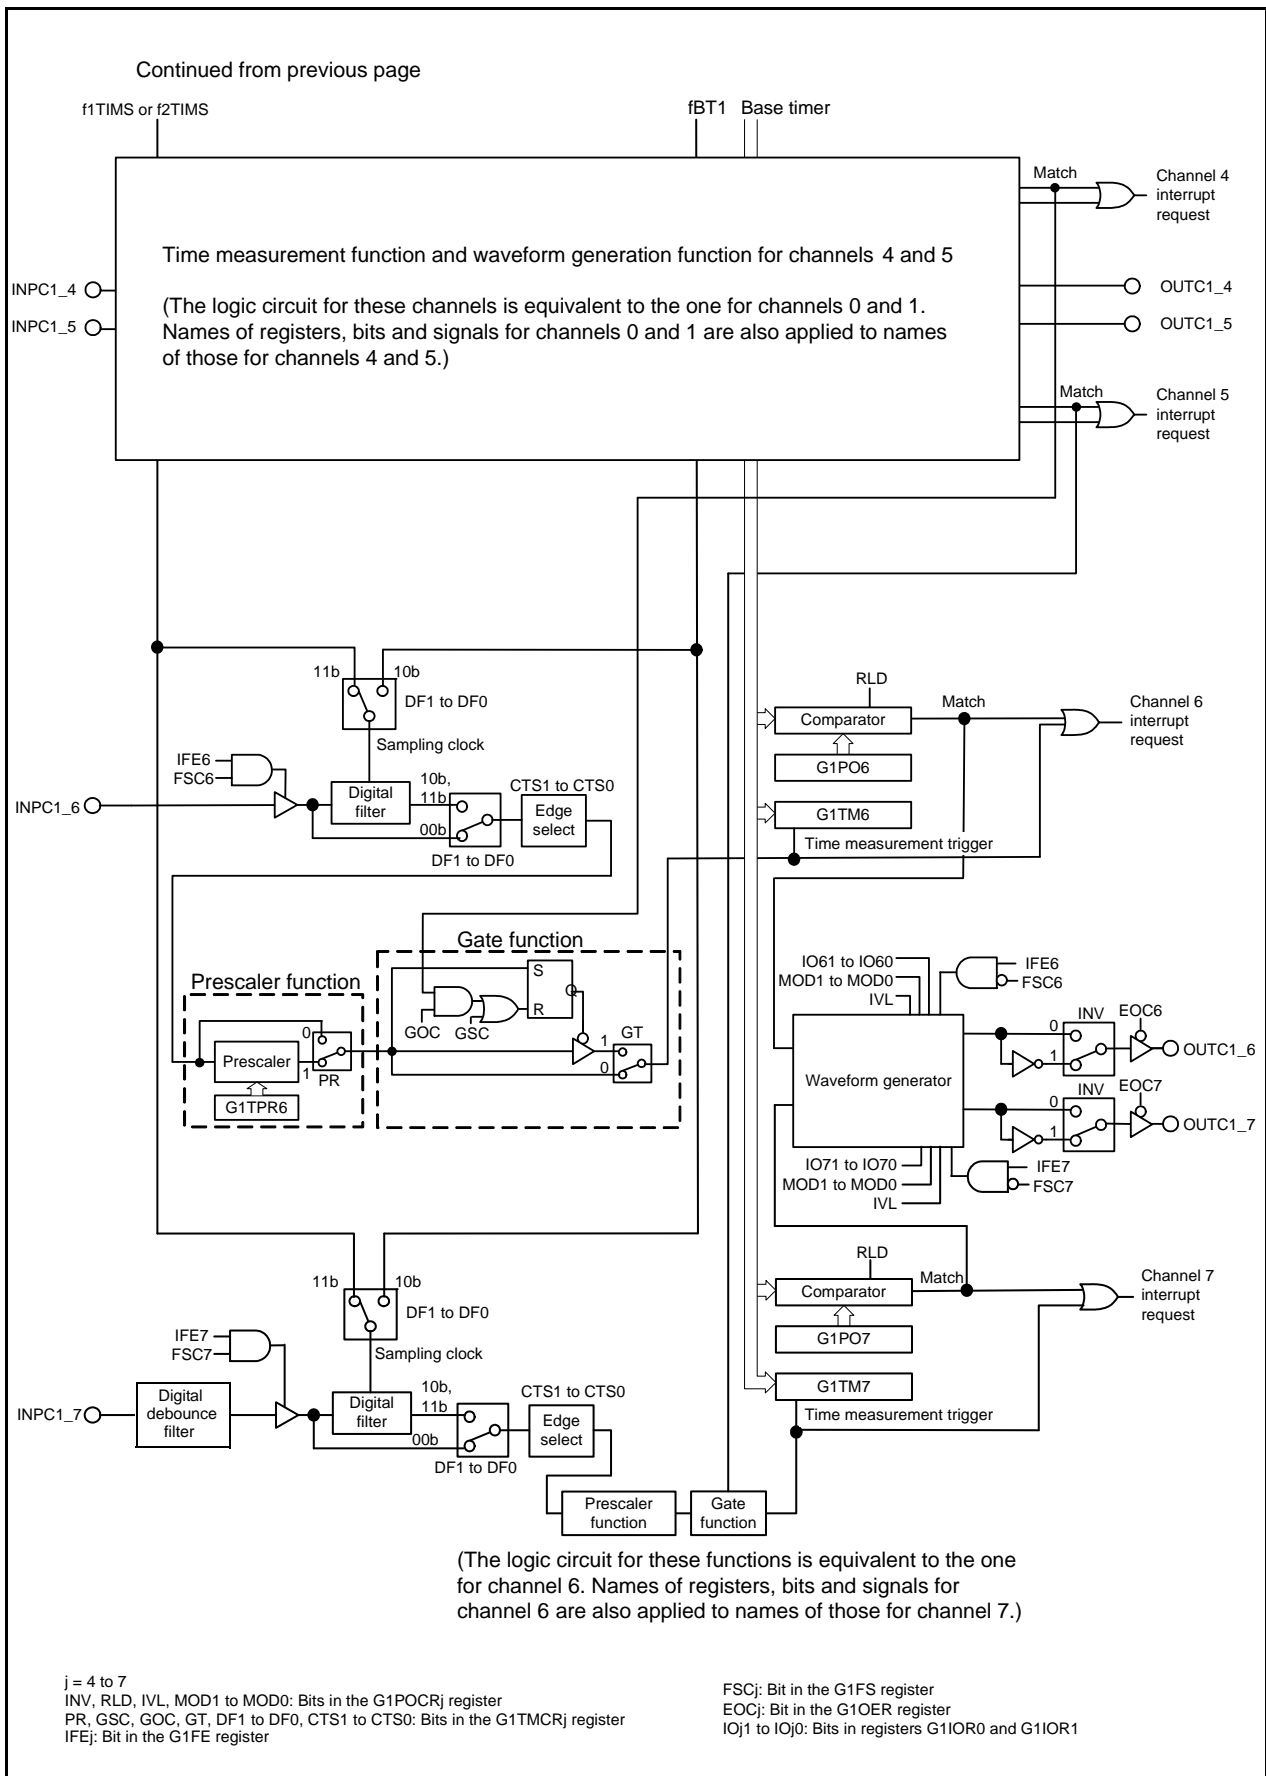 Continued from previous page
f1TIMS or f2TIMS
fBT1
Base timer
Match
Channel 4
interrupt
request
Time measurement function and waveform generation function for channels 4 and 5
INPC1_4
OUTC1_4
(The logic circuit for these channels is equivalent to the one for channels 0 and 1.
INPC1_5
OUTC1_5
Names of registers, bits and signals for channels 0 and 1 are also applied to names
of those for channels 4 and 5.)
Match
Channel 5
interrupt
request
11b
10b
DF1 to DF0
Sampling clock
RLD
Match
Channel 6
interrupt
request
Comparator
G1PO6
IFE6
FSC6
INPC1_6
Digital
filter
10b,
11b
00b
DF1 to DF0
CTS1 to CTS0
Edge
select
G1TM6
Time measurement trigger
Gate function
Prescaler function
S
Q
R
GOC
GSC
GT
1
0
0
1
Prescaler
PR
G1TPR6
IO61 to IO60
MOD1 to MOD0
IVL
IFE6
FSC6
Waveform generator
INV
EOC6
0
1
OUTC1_6
INV
EOC7
0
1
OUTC1_7
IO71 to IO70
MOD1 to MOD0
IVL
IFE7
FSC7
11b
10b
DF1 to DF0
Sampling clock
RLD
Match
Channel 7
interrupt
request
Comparator
G1PO7
IFE7
FSC7
INPC1_7
Digital
debounce
filter
Digital
filter
10b,
11b
00b
DF1 to DF0
CTS1 to CTS0
Edge
select
G1TM7
Time measurement trigger
Prescaler
function
Gate
function
(The logic circuit for these functions is equivalent to the one
for channel 6. Names of registers, bits and signals for
channel 6 are also applied to names of those for channel 7.)
j = 4 to 7
INV, RLD, IVL, MOD1 to MOD0: Bits in the G1POCRj register
PR, GSC, GOC, GT, DF1 to DF0, CTS1 to CTS0: Bits in the G1TMCRj register
IFEj: Bit in the G1FE register
FSCj: Bit in the G1FS register
EOCj: Bit in the G1OER register
IOj1 to IOj0: Bits in registers G1IOR0 and G1IOR1